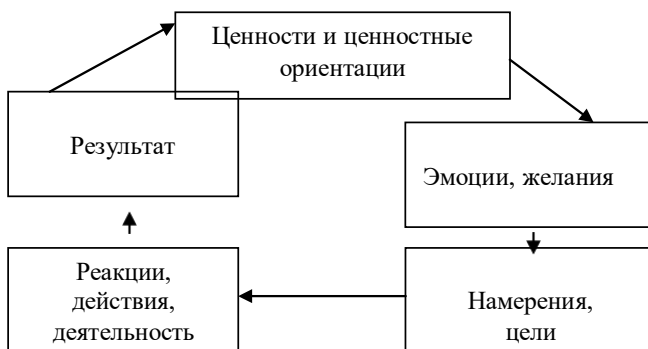 Ценности и ценностные
ориентации
Результат
Эмоции, желания
Реакции,
действия,
деятельность
Намерения,
цели